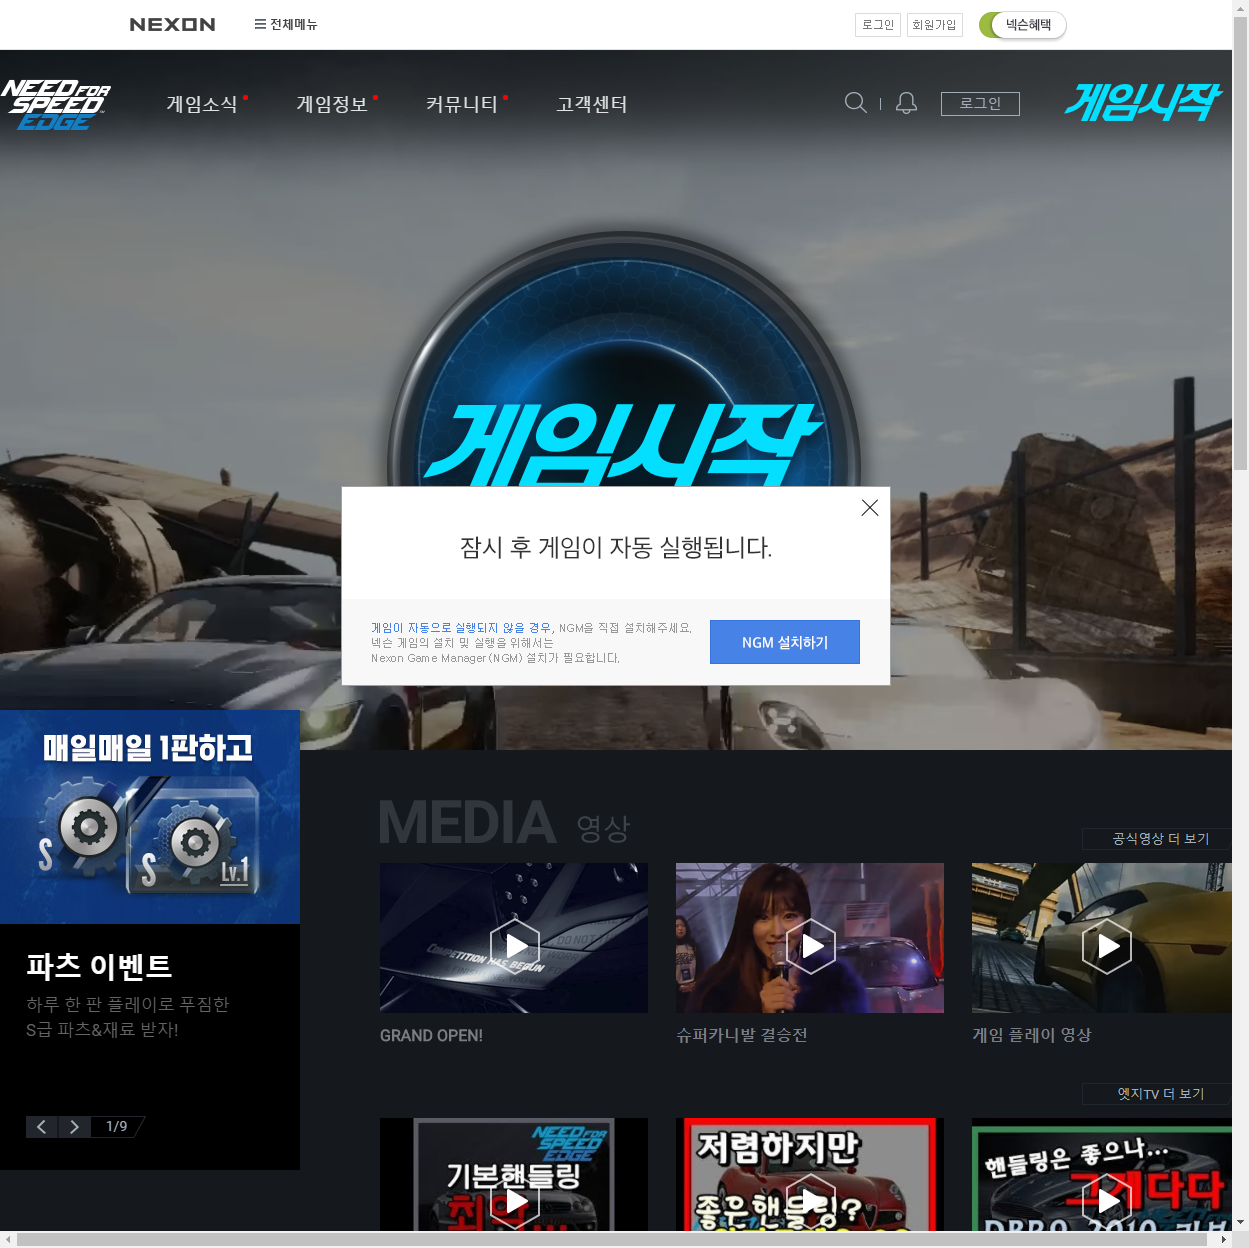 NEXON
전체메뉴
로그인
회원가입
넥슨혜택
NEED FOR
SPEED
EDGE
게임소식
게임정보
커뮤니티
고객센터
로그인
게임시작
게임시작
잠시 후 게임이 자동 실행됩니다.
게임이 자동으로 실행되지 않을 경우, NGM을 직접 설치해주세요.
넥슨 게임의 설치 및 실행을 위해서는
Nexon Game Manager(NGM) 설치가 필요합니다.
NGM 설치하기
매일매일 1판하고
S
S
Lv.1
파츠 이벤트
하루 한 판 플레이로 푸짐한
S급 파츠&재료 받자!
1/9
MEDIA 영상
공식영상 더 보기
COMPETITION HAS BEGUN
GRAND OPEN!
슈퍼카니발 결승전
게임 플레이 영상
엣지TV 더 보기
NEED FOR
SPEED
EDGE
기본핸들링
최악...
저렴하지만
좋은핸들링?
핸들링은 좋으나...
그게다다